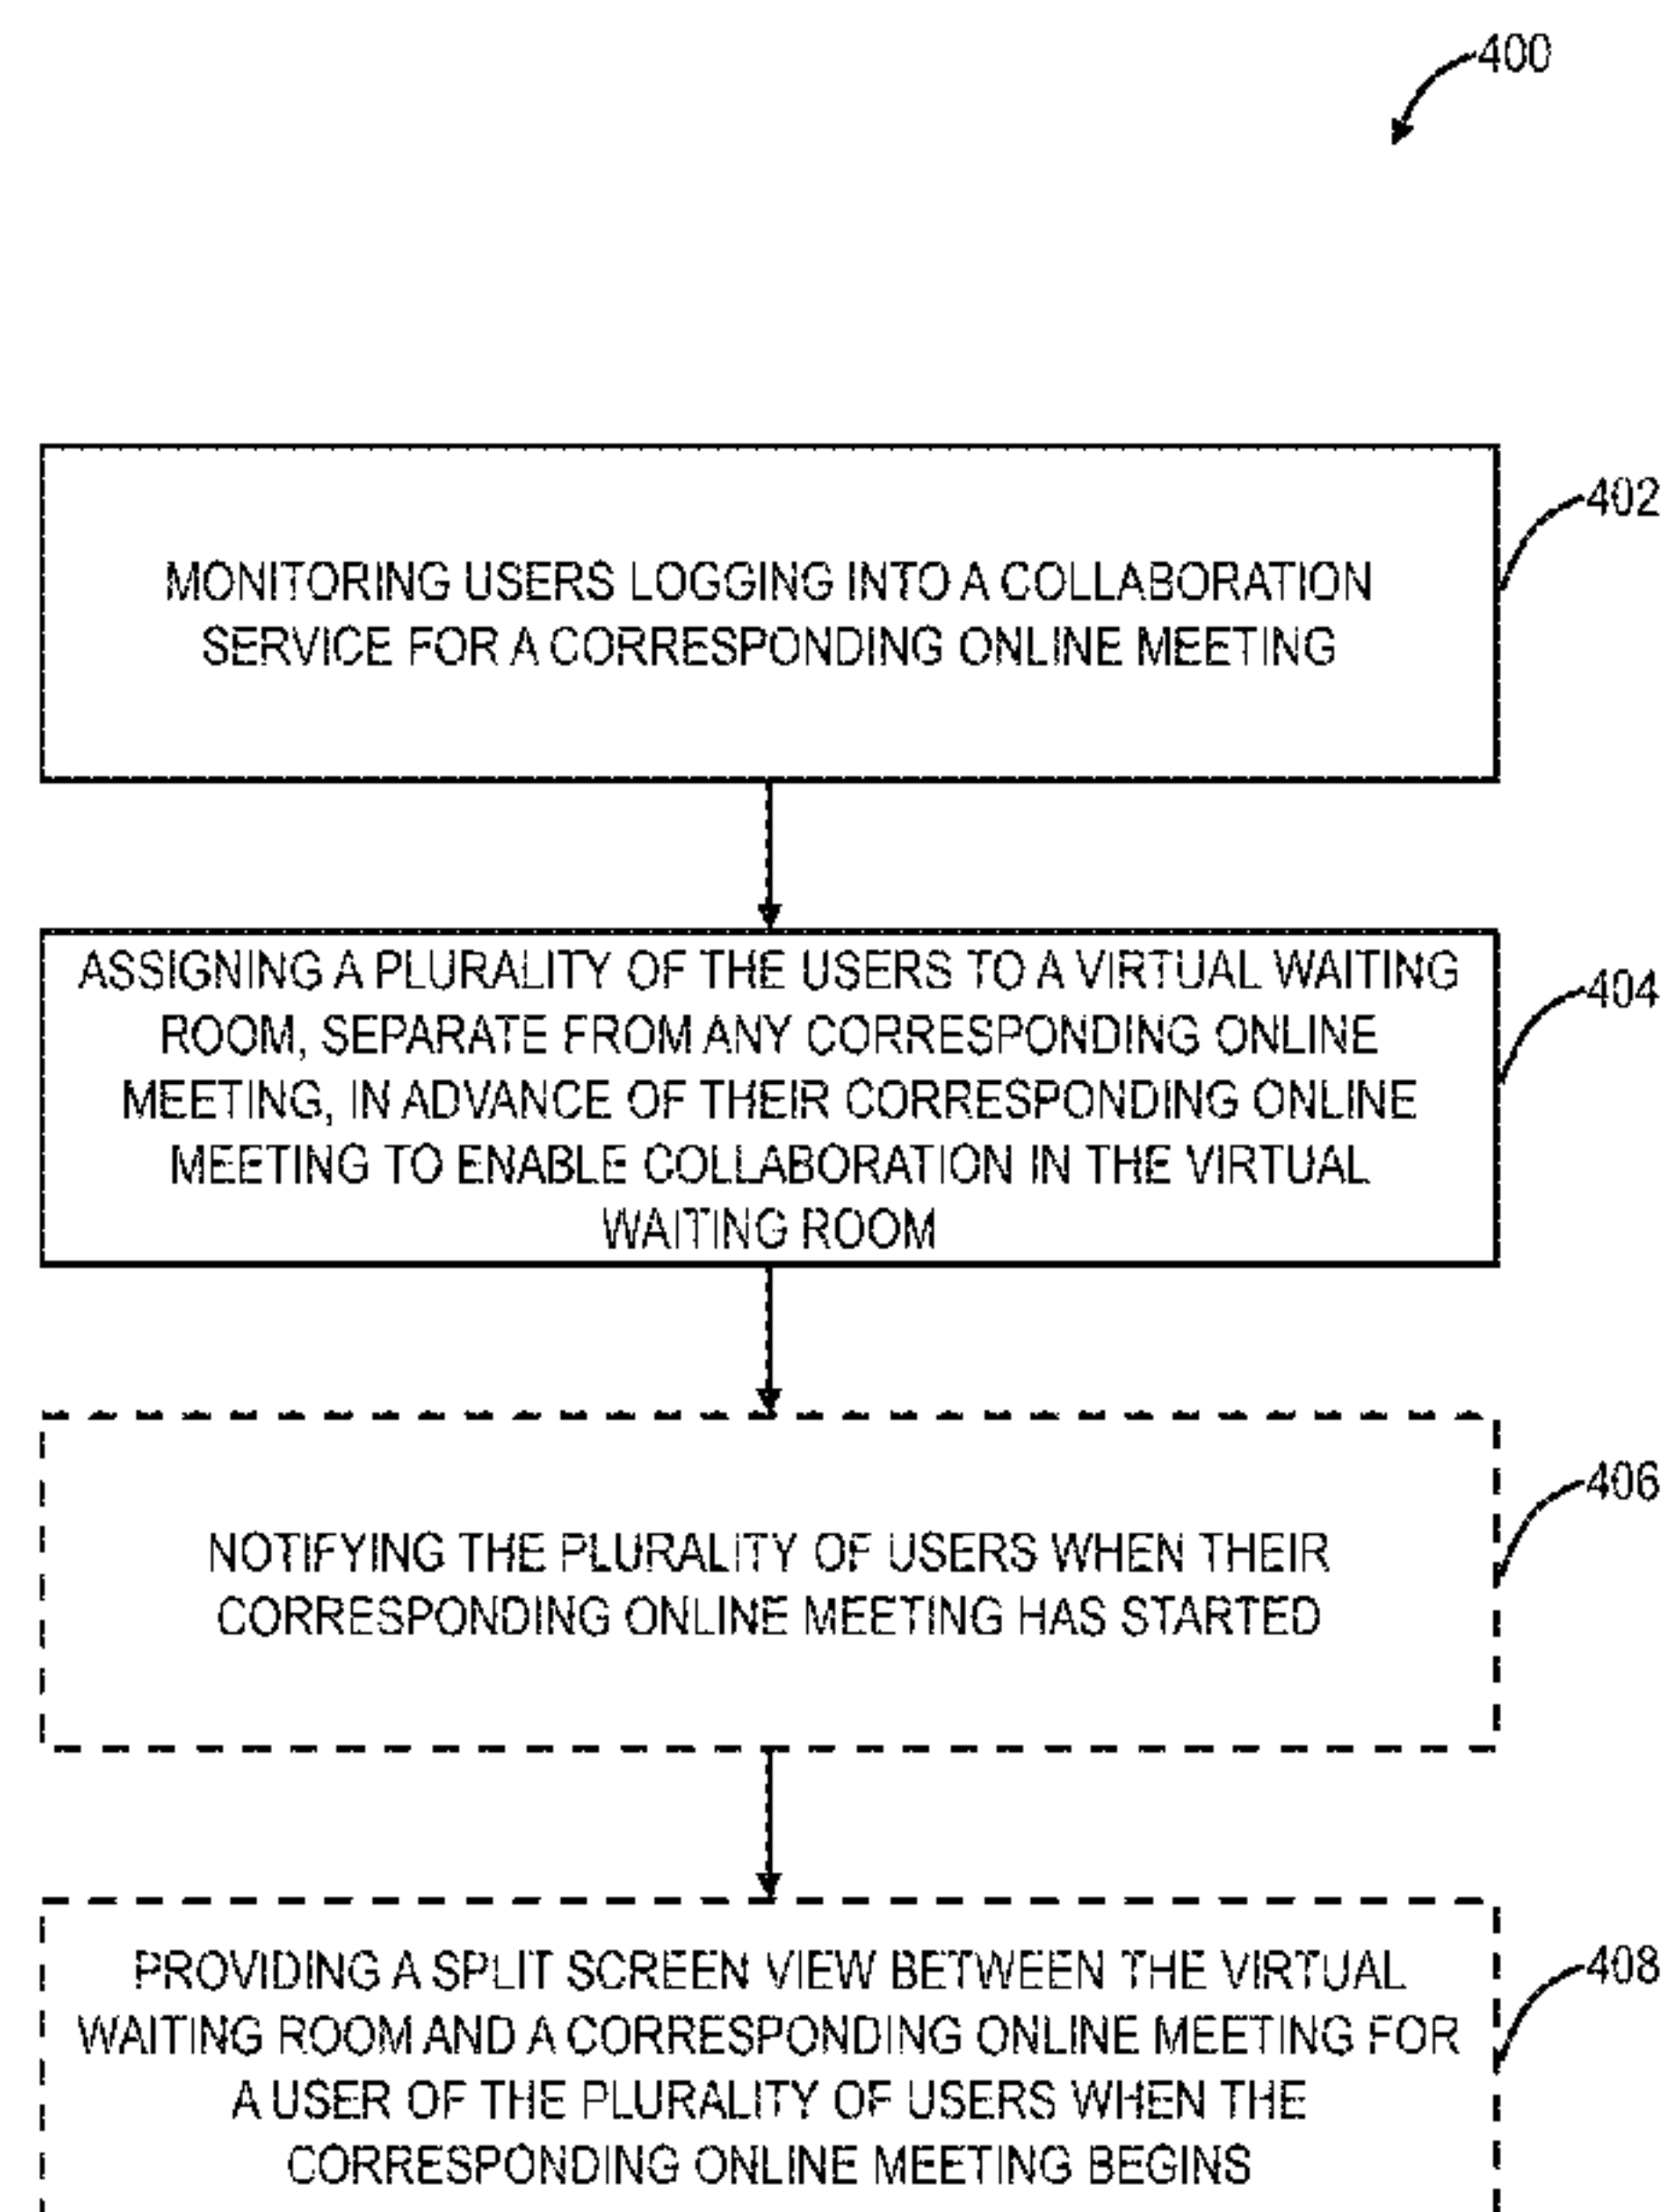 400
402
MONITORING USERS LOGGING INTO A COLLABORATION
SERVICE FOR A CORRESPONDING ONLINE MEETING
404
ASSIGNING A PLURALITY OF THE USERS TO A VIRTUAL WAITING
ROOM, SEPARATE FROM ANY CORRESPONDING ONLINE
MEETING, IN ADVANCE OF THEIR CORRESPONDING ONLINE
MEETING TO ENABLE COLLABORATION IN THE VIRTUAL
WAITING ROOM
406
NOTIFYING THE PLURALITY OF USERS WHEN THEIR
CORRESPONDING ONLINE MEETING HAS STARTED
408
PROVIDING A SPLIT SCREEN VIEW BETWEEN THE VIRTUAL
WAITING ROOM AND A CORRESPONDING ONLINE MEETING FOR
A USER OF THE PLURALITY OF USERS WHEN THE
CORRESPONDING ONLINE MEETING BEGINS